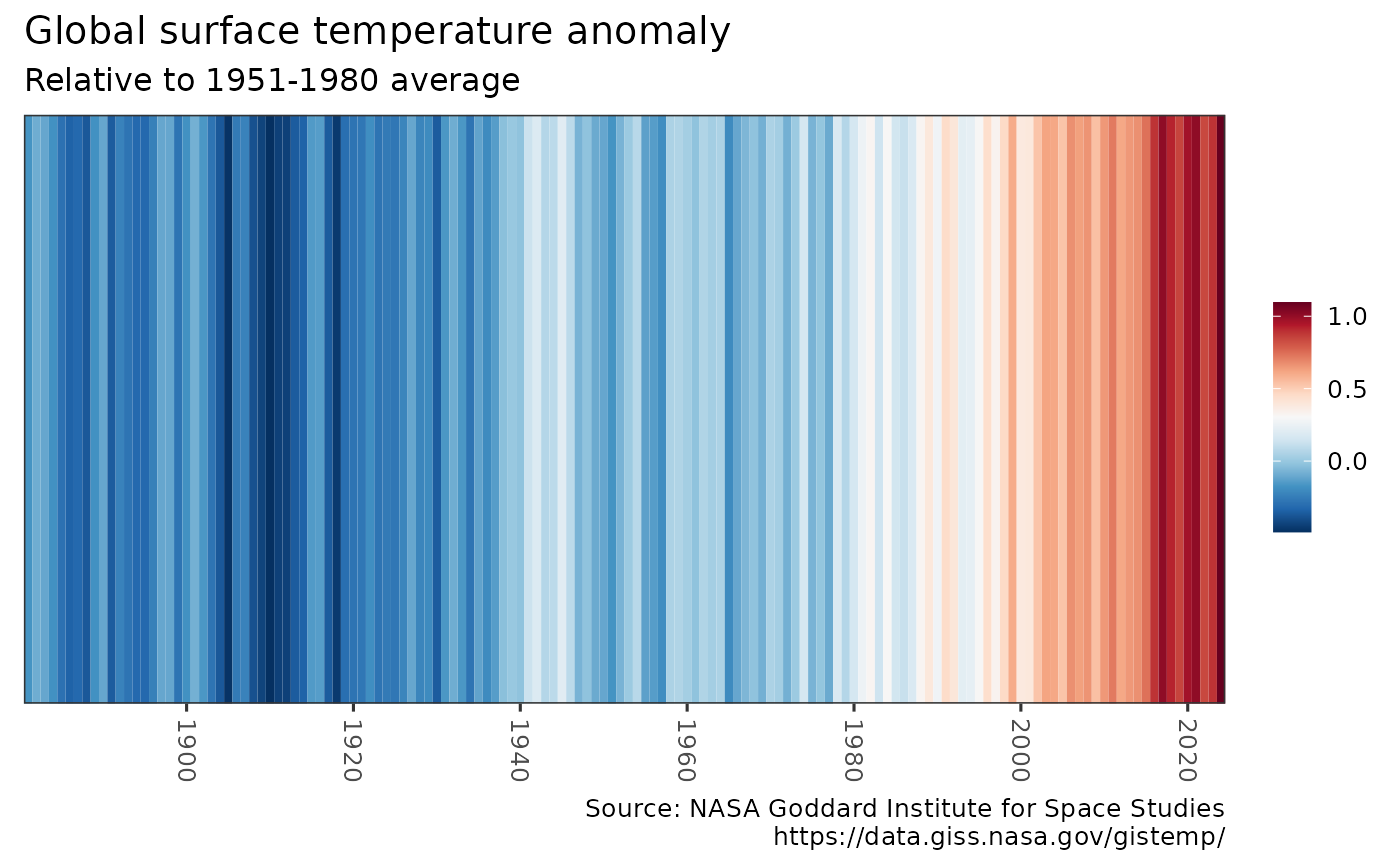 Global surface temperature anomaly
Relative to 1951-1980 average
1.0
0.5
0.0
1900
1920
1940
1960
1980
2000
2020
Source: NASA Goddard Institute for Space Studies
https://data.giss.nasa.gov/gistemp/